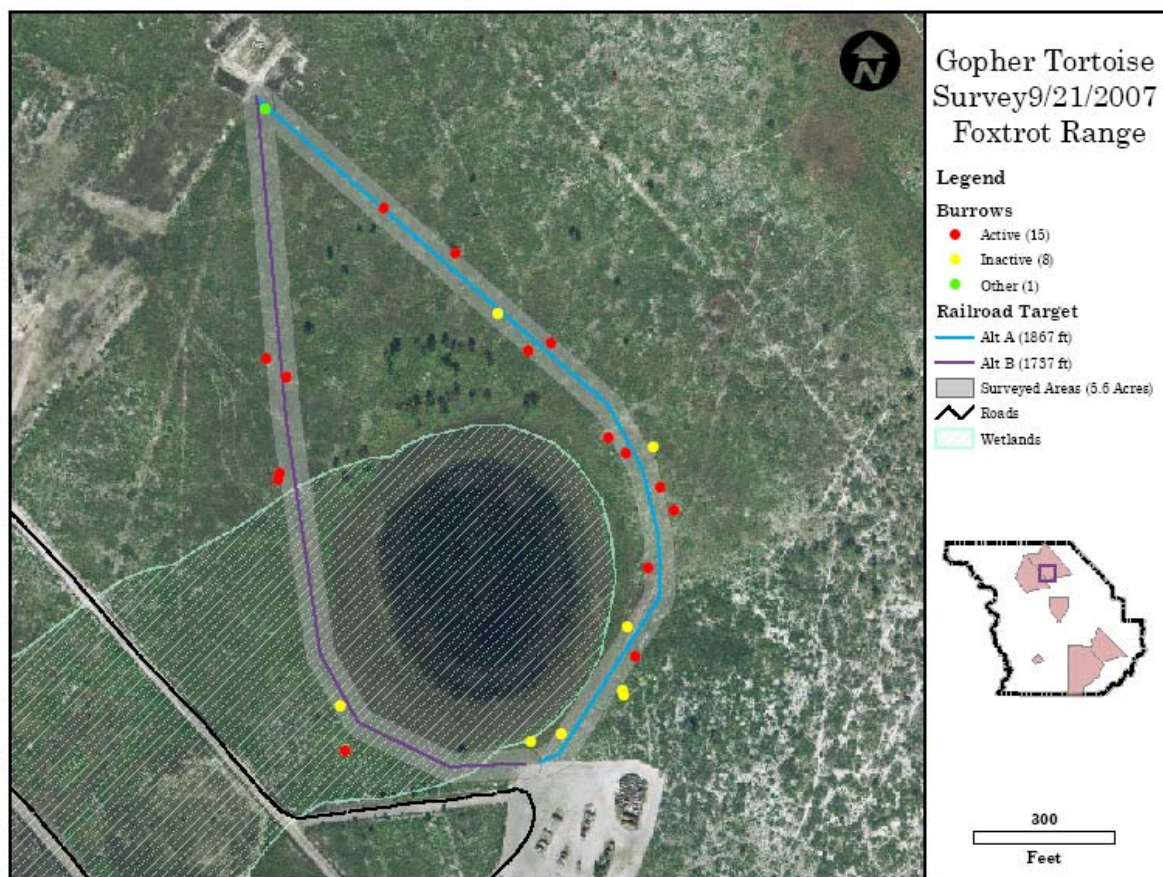 N
Gopher Tortoise
Survey9/21/2007
Foxtrot Range
Legend
Burrows
Active (15)
Inactive (8)
Other (1)
Railroad Target
Alt A (1867 ft)
Alt B (1757 ft)
Surveyed Areas (5.6 Acres)
Roads
Wetlands
300
Feet